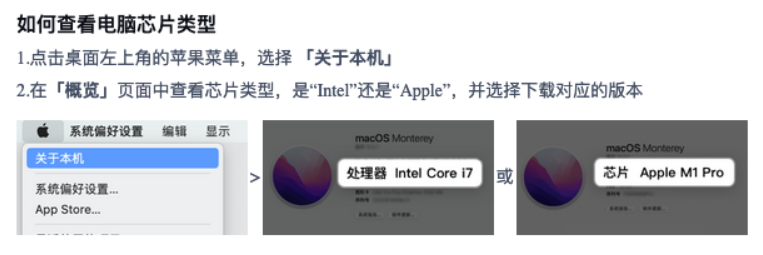 如何查看电脑芯片类型
1.点击桌面左上角的苹果菜单，选择 「关于本机」
2.在「概览」页面中查看芯片类型，是“Intel”还是“Apple”，并选择下载对应的版本
系统偏好设置 编辑 显示
关于本机
系统偏好设置...
App Store...
>
macOS Monterey
处理器 Intel Core i7
或
macOS Monterey
芯片 Apple M1 Pro